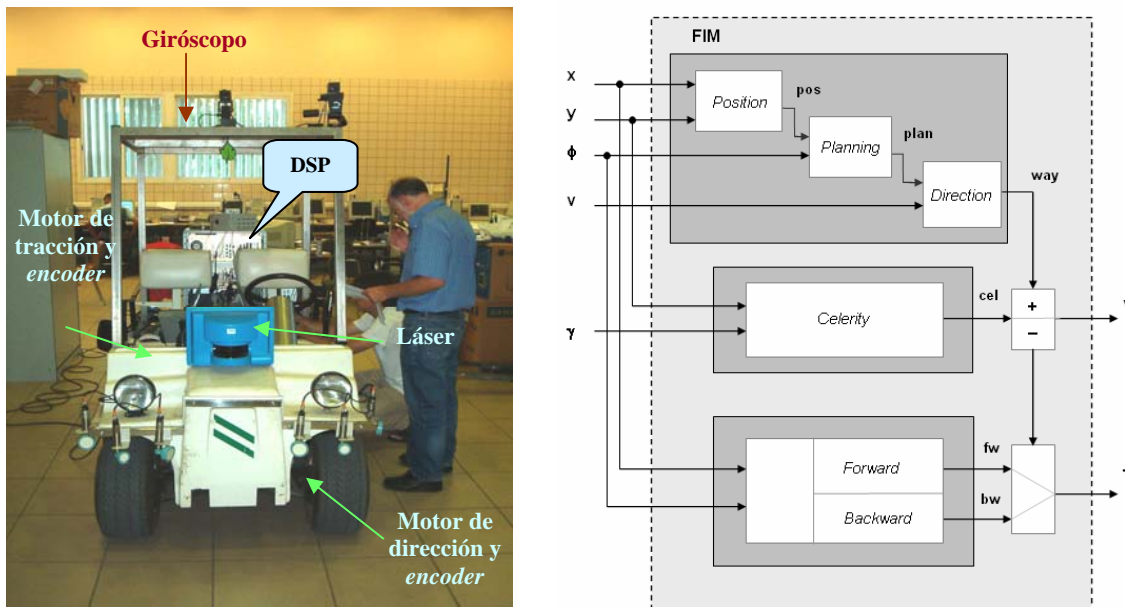 Giróscopo
DSP
Motor de
tracción y
encoder
Láser
Motor de
dirección y
encoder
FIM
x
y
ϕ
v
γ
Position
pos
Planning
plan
Direction
way
Celerity
cel
+
−
Forward
Backward
fw
bw